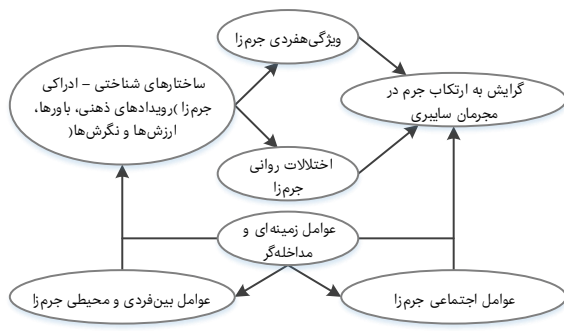 ویژگی‌هفردی جرم‌زا
ساختارهای شناختی – ادراکی
جرم‌زا )رویدادهای ذهنی، باورها،
ارزش‌ها و نگرش‌ها(
گرایش به ارتکاب جرم در
مجرمان سایبری
اختلالات روانی
جرم‌زا
عوامل زمینه‌ای و
مداخله‌گر
عوامل بین‌فردی و محیطی جرم‌زا
عوامل اجتماعی جرم‌زا